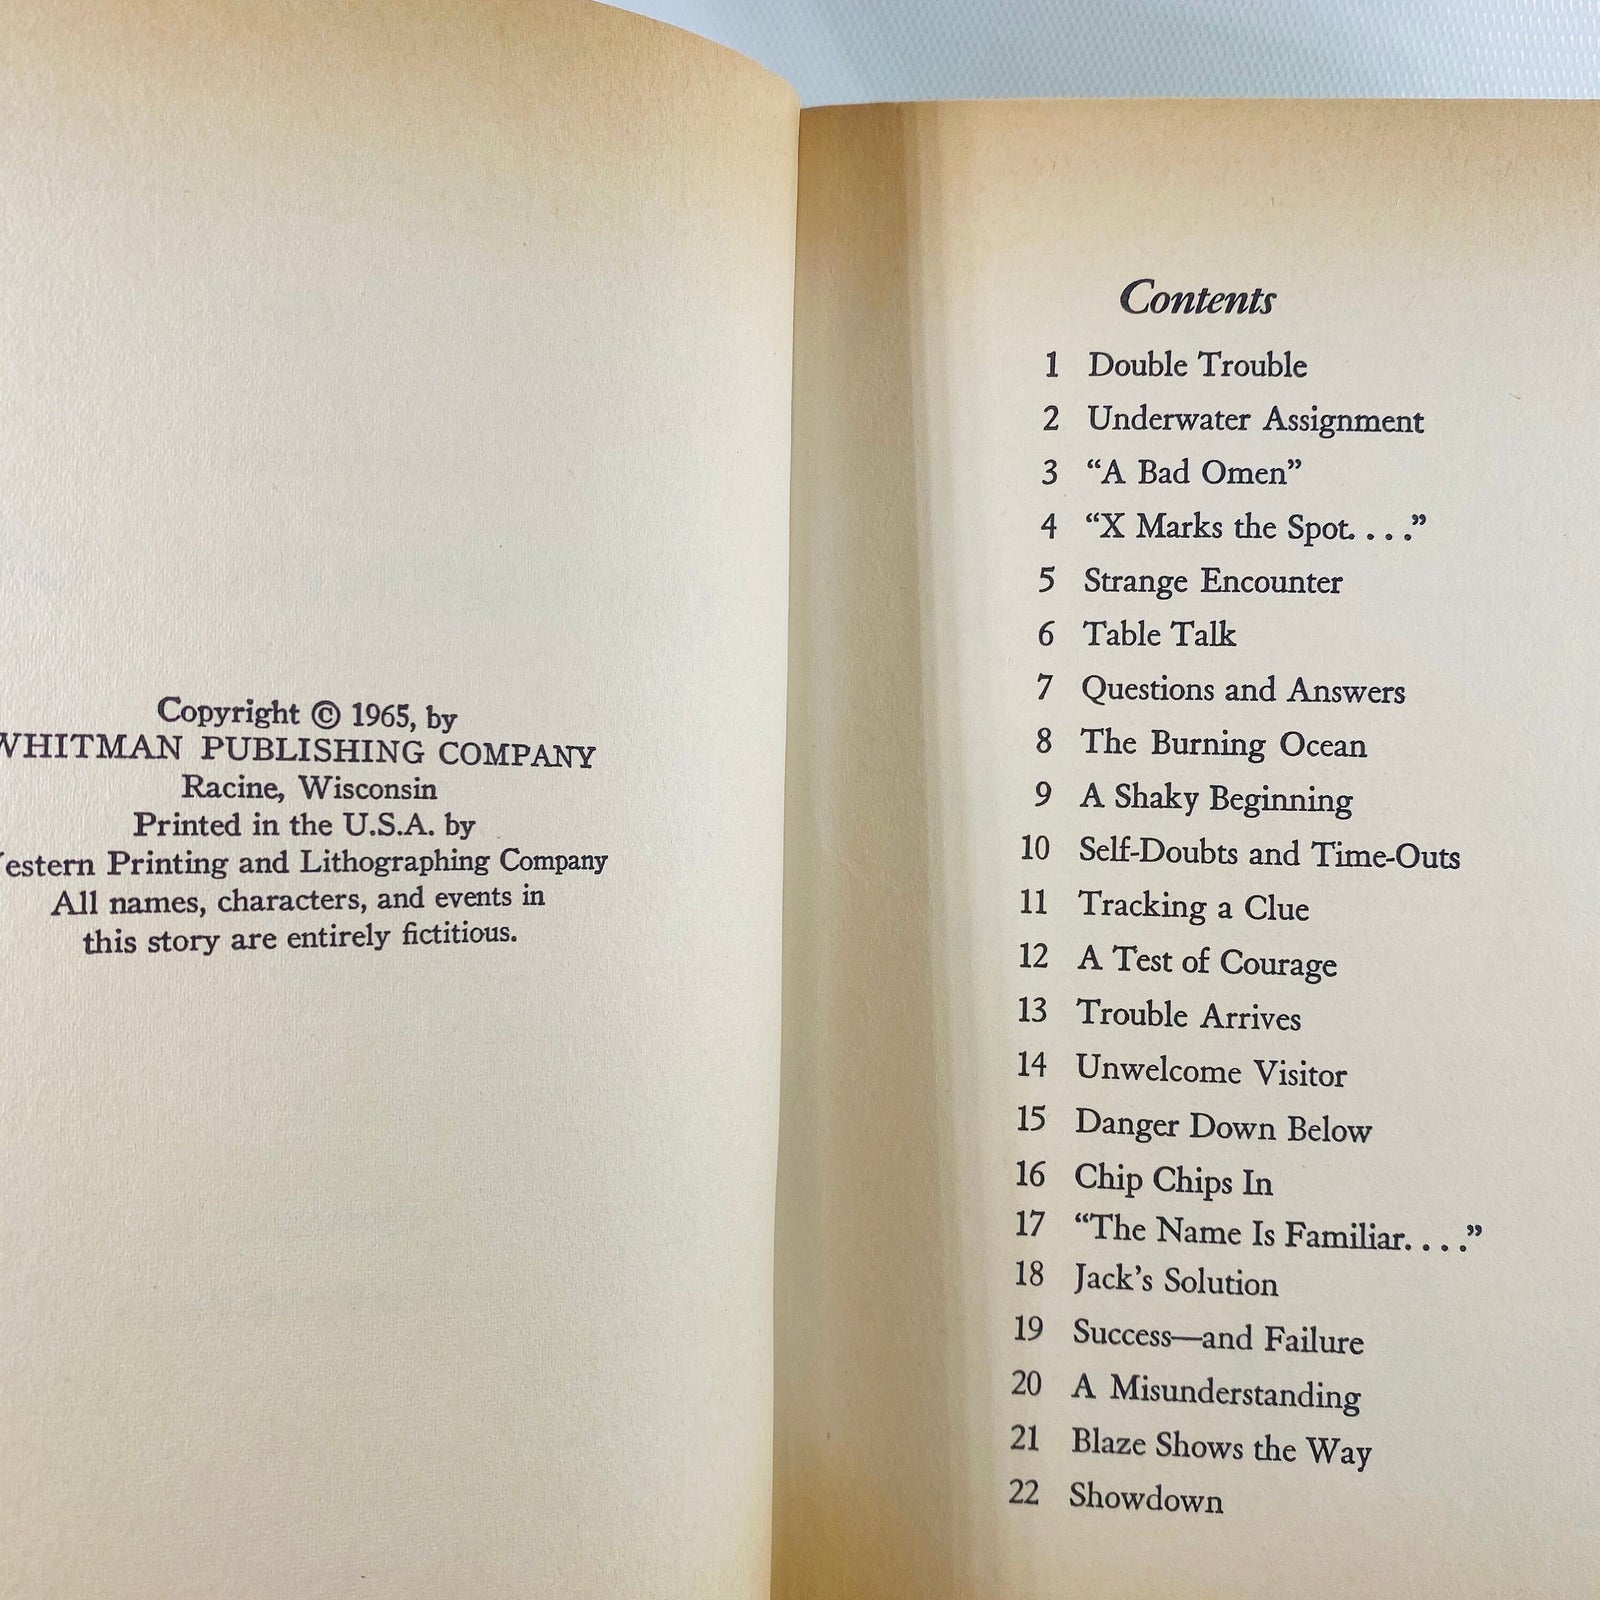 Copyright © 1965, by
WHITMAN PUBLISHING COMPANY
Racine, Wisconsin
Printed in the U.S.A. by
estern Printing and Lithographing Company
All names, characters, and events in
this story are entirely fictitious.
Contents
1 Double Trouble
2 Underwater Assignment
3 “A Bad Omen”
4 “X Marks the Spot. . . .”
5 Strange Encounter
6 Table Talk
7 Questions and Answers
8 The Burning Ocean
9 A Shaky Beginning
10 Self-Doubts and Time-Outs
11 Tracking a Clue
12 A Test of Courage
13 Trouble Arrives
14 Unwelcome Visitor
15 Danger Down Below
16 Chip Chips In
17 “The Name Is Familiar. . . .”
18 Jack’s Solution
19 Success—and Failure
20 A Misunderstanding
21 Blaze Shows the Way
22 Showdown